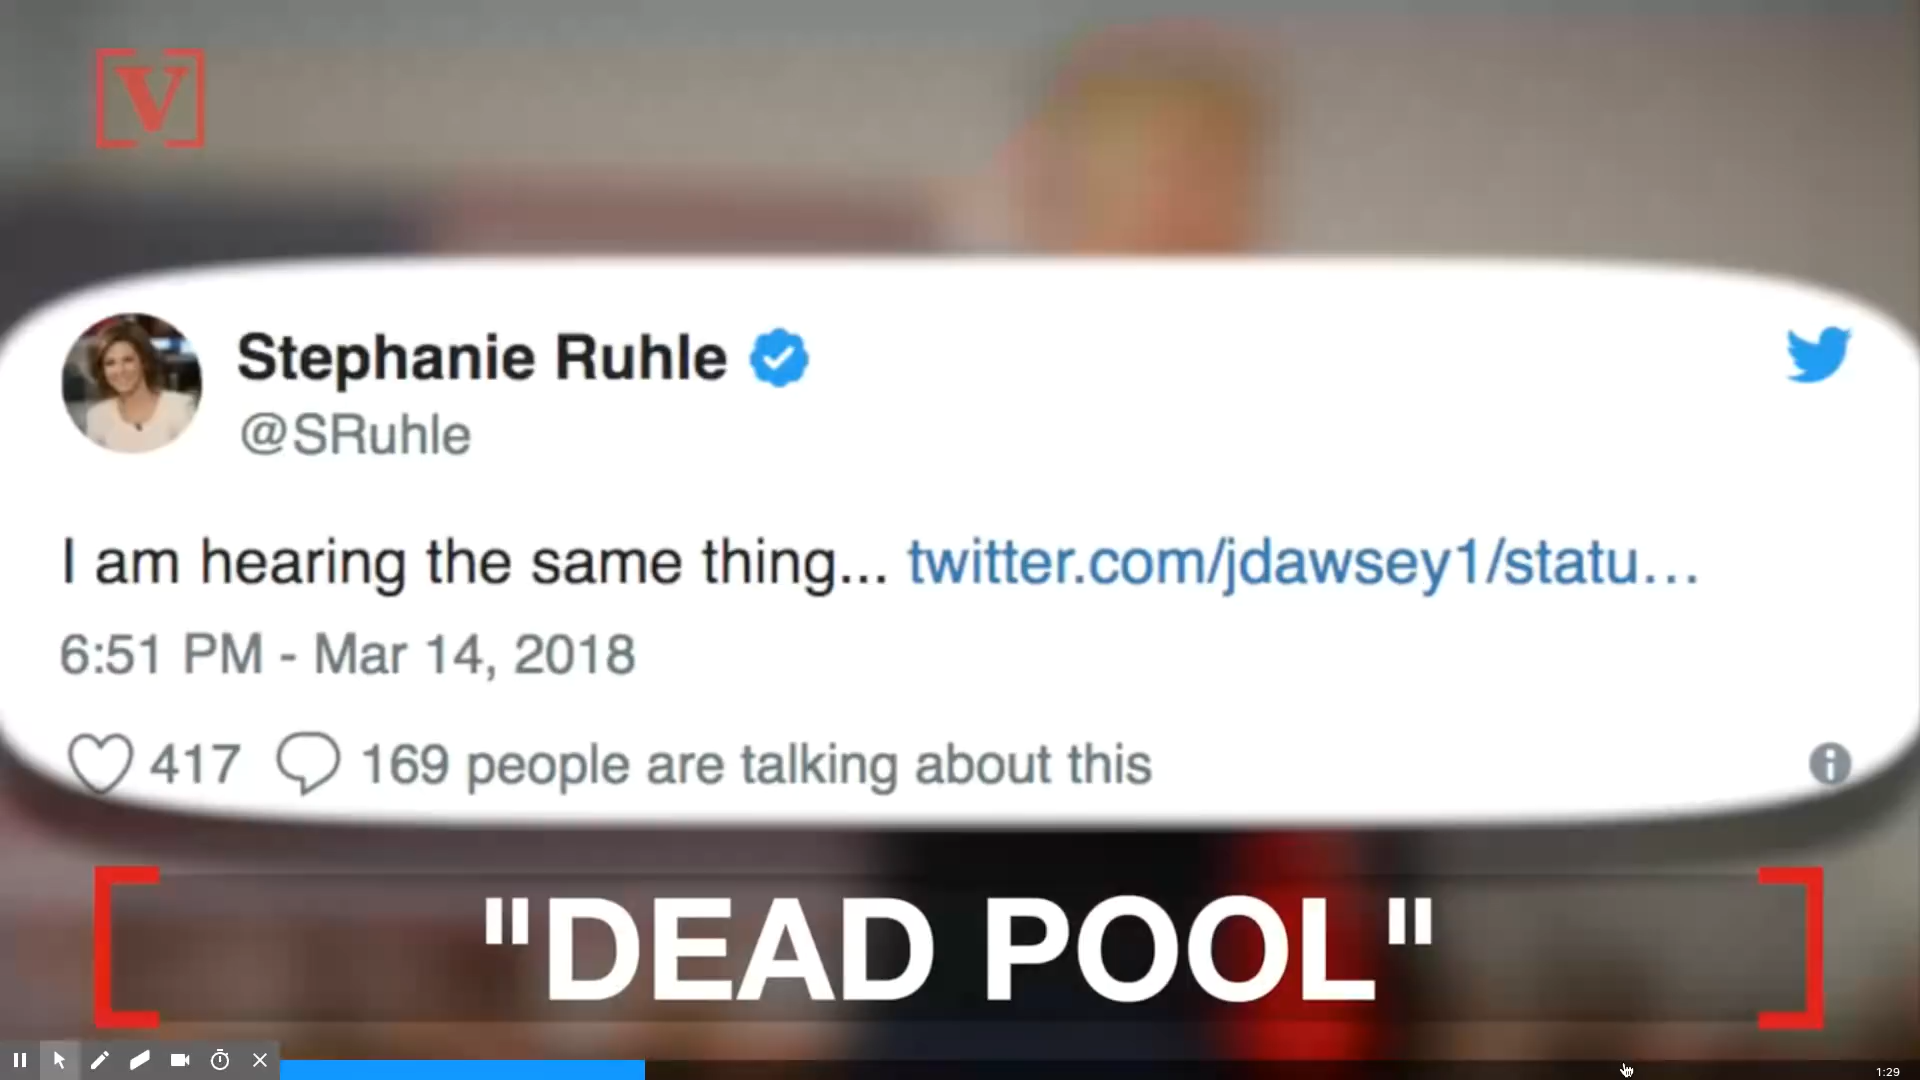 V
Stephanie Ruhle
@SRuhle
I am hearing the same thing... twitter.com/jdawsey1/statu…
6:51 PM - Mar 14, 2018
417 169 people are talking about this
"DEAD POOL"
1:29